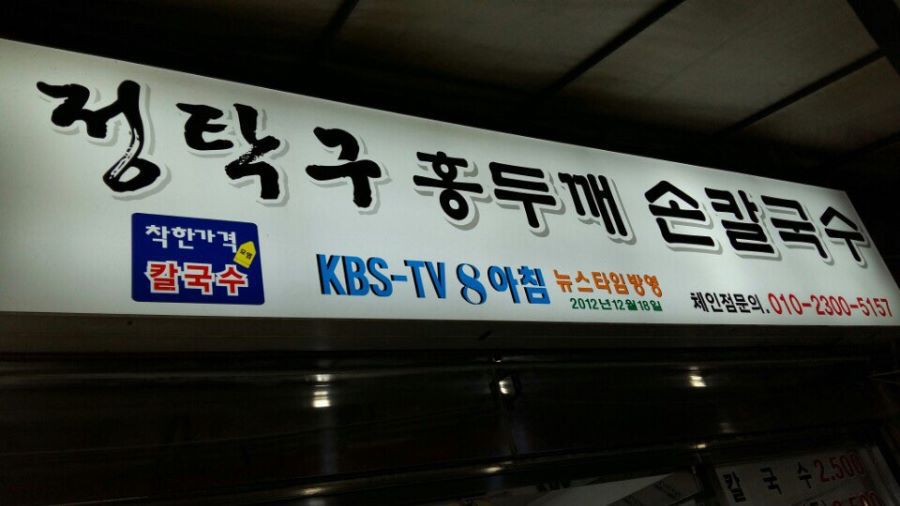 정탁구 홍두깨 손칼국수
착한가격
칼국수
KBS-TV 8 아침 뉴스타임방영
2012년12월18일
체인점문의. 010-2300-5157
칼국수 2,500